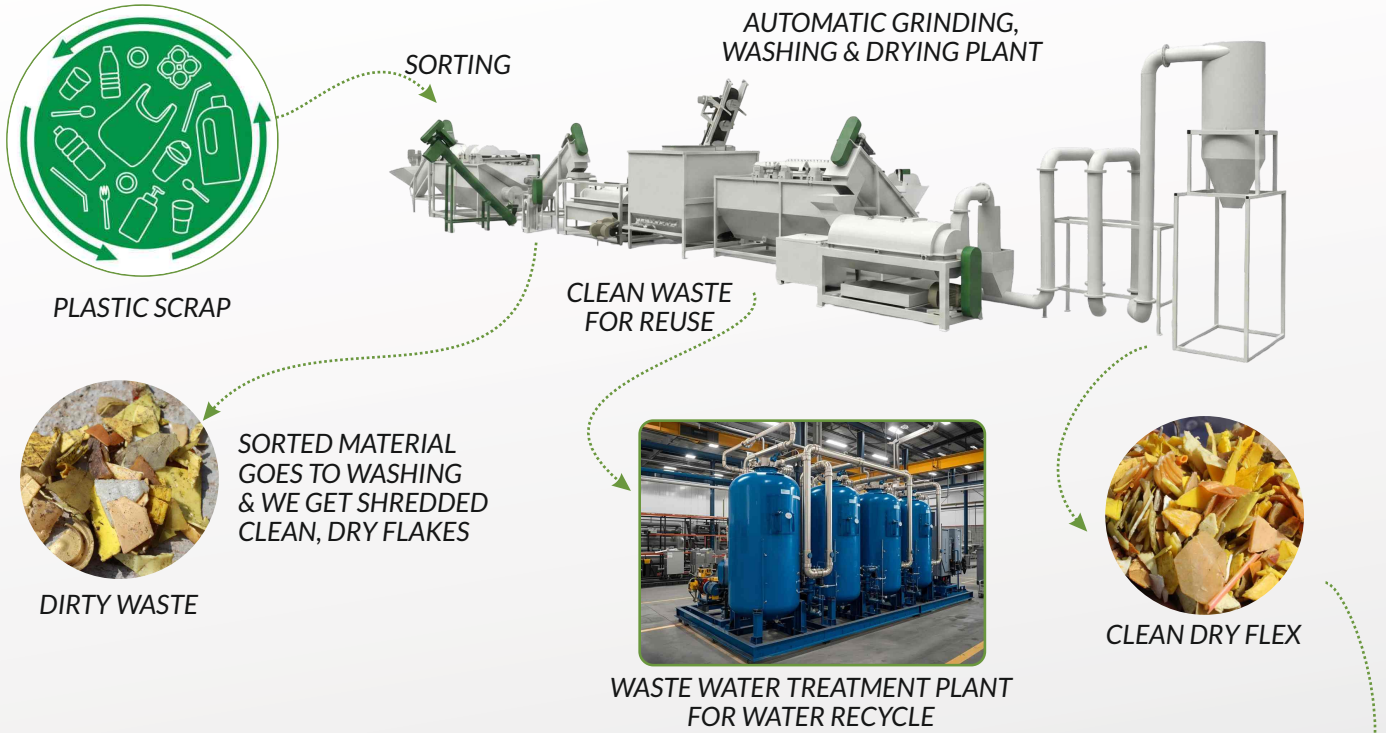 AUTOMATIC GRINDING,
WASHING & DRYING PLANT
SORTING
PLASTIC SCRAP
CLEAN WASTE
FOR REUSE
SORTED MATERIAL
GOES TO WASHING
& WE GET SHREDDED
CLEAN, DRY FLAKES
DIRTY WASTE
CLEAN DRY FLEX
WASTE WATER TREATMENT PLANT
FOR WATER RECYCLE